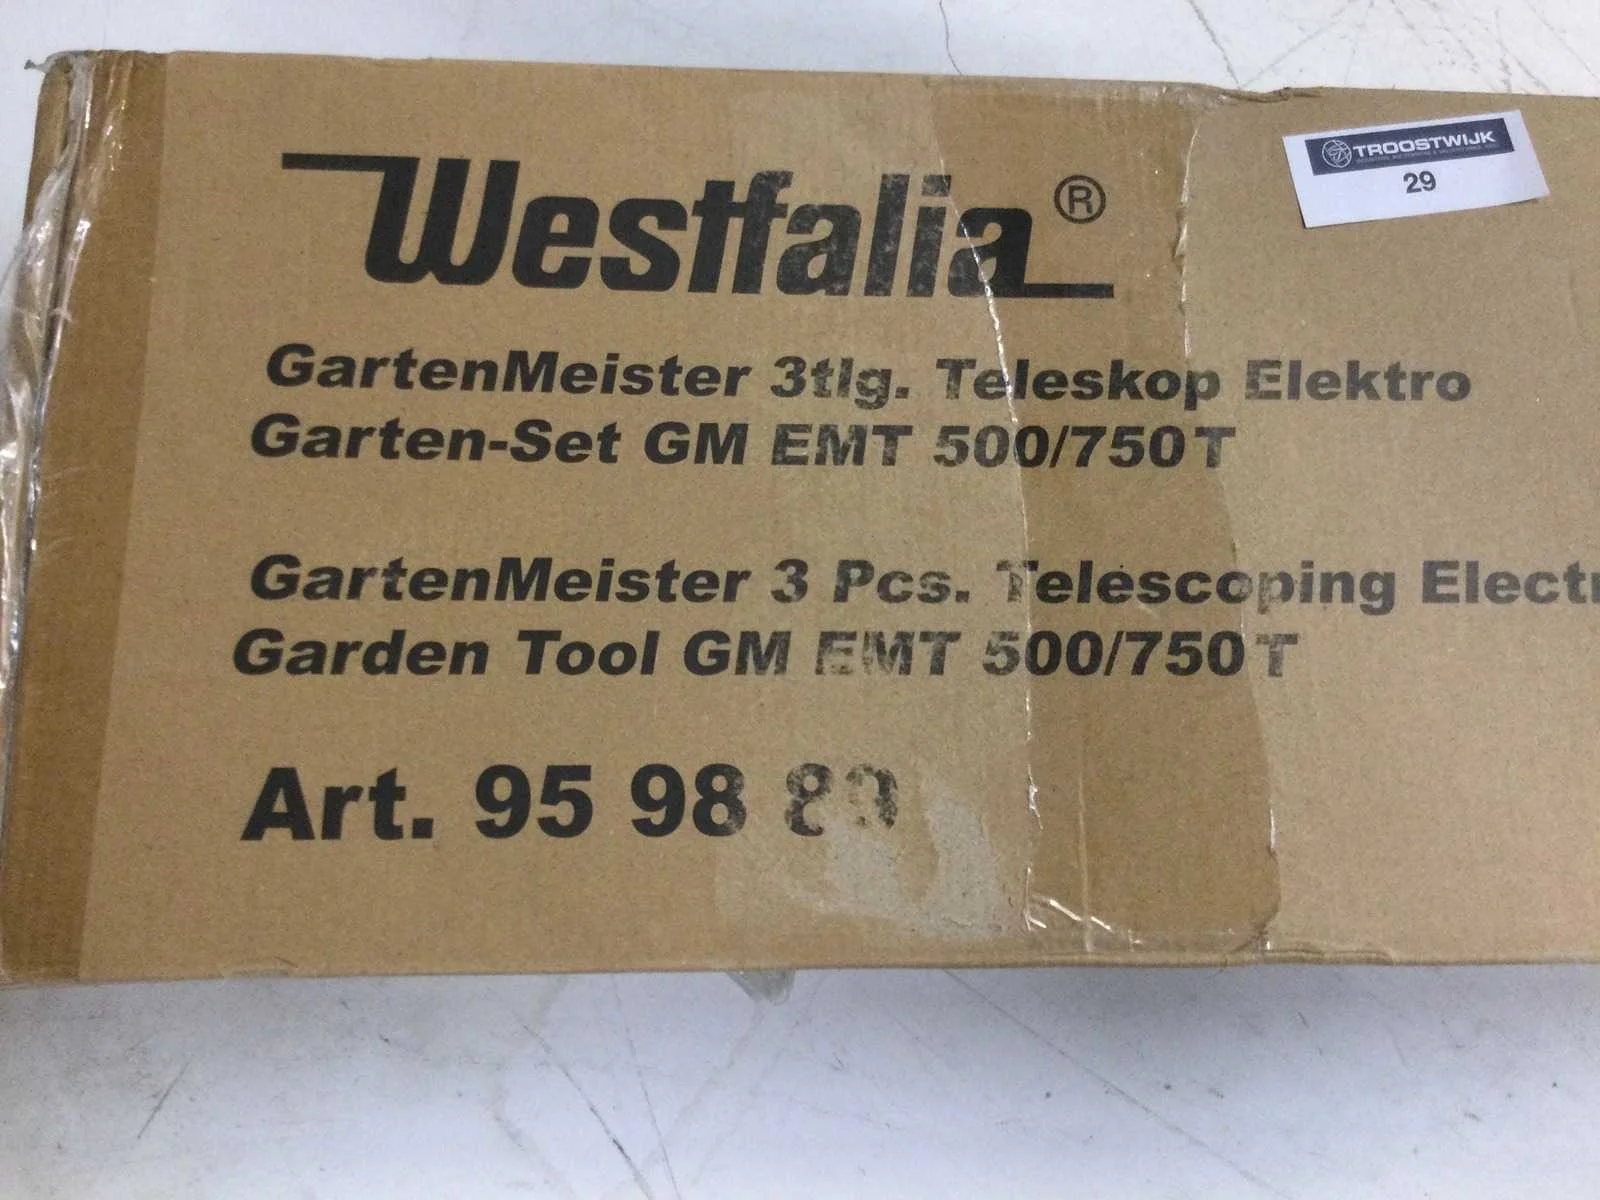 Westfalia®
TROOSTWIJK
29
GartenMeister 3tlg. Teleskop Elektro
Garten-Set GM EMT 500/750T
GartenMeister 3 Pcs. Telescoping Electr
Garden Tool GM EMT 500/750T
Art. 95 98